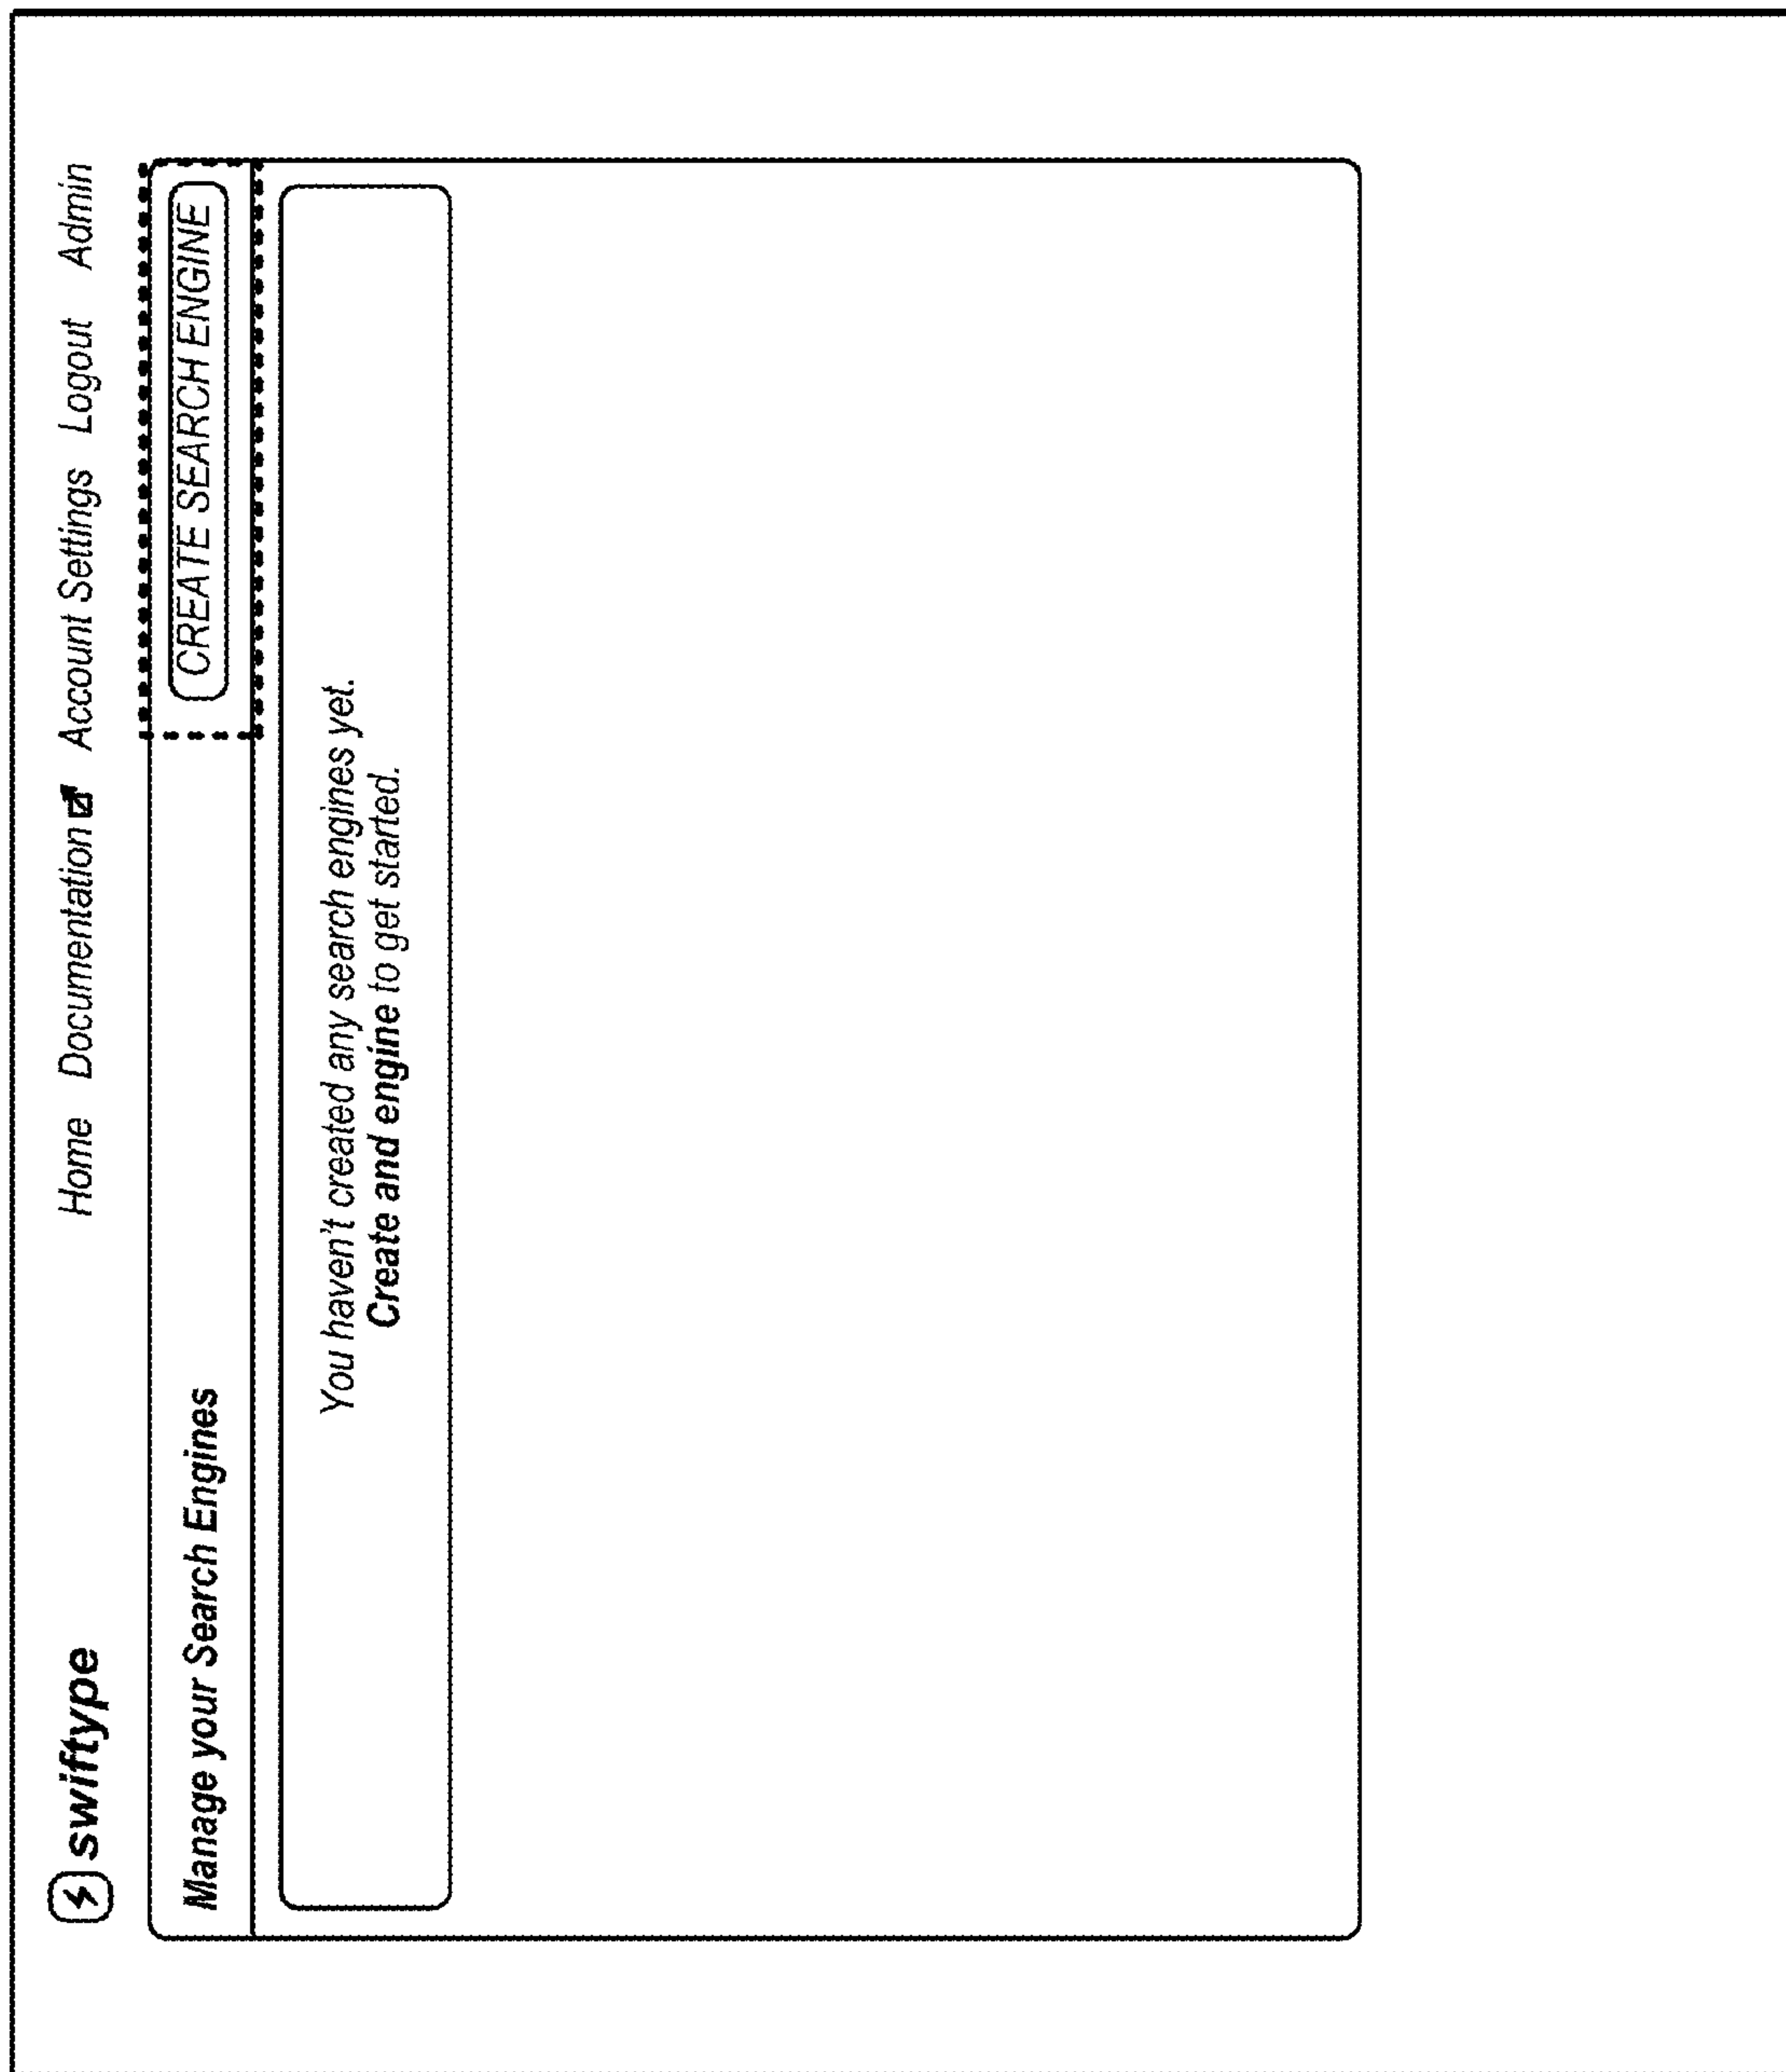 swiftype
Home Documentation Account Settings Logout Admin
Manage your Search Engines
CREATE SEARCH ENGINE
You haven't created any search engines yet.
Create and engine to get started.